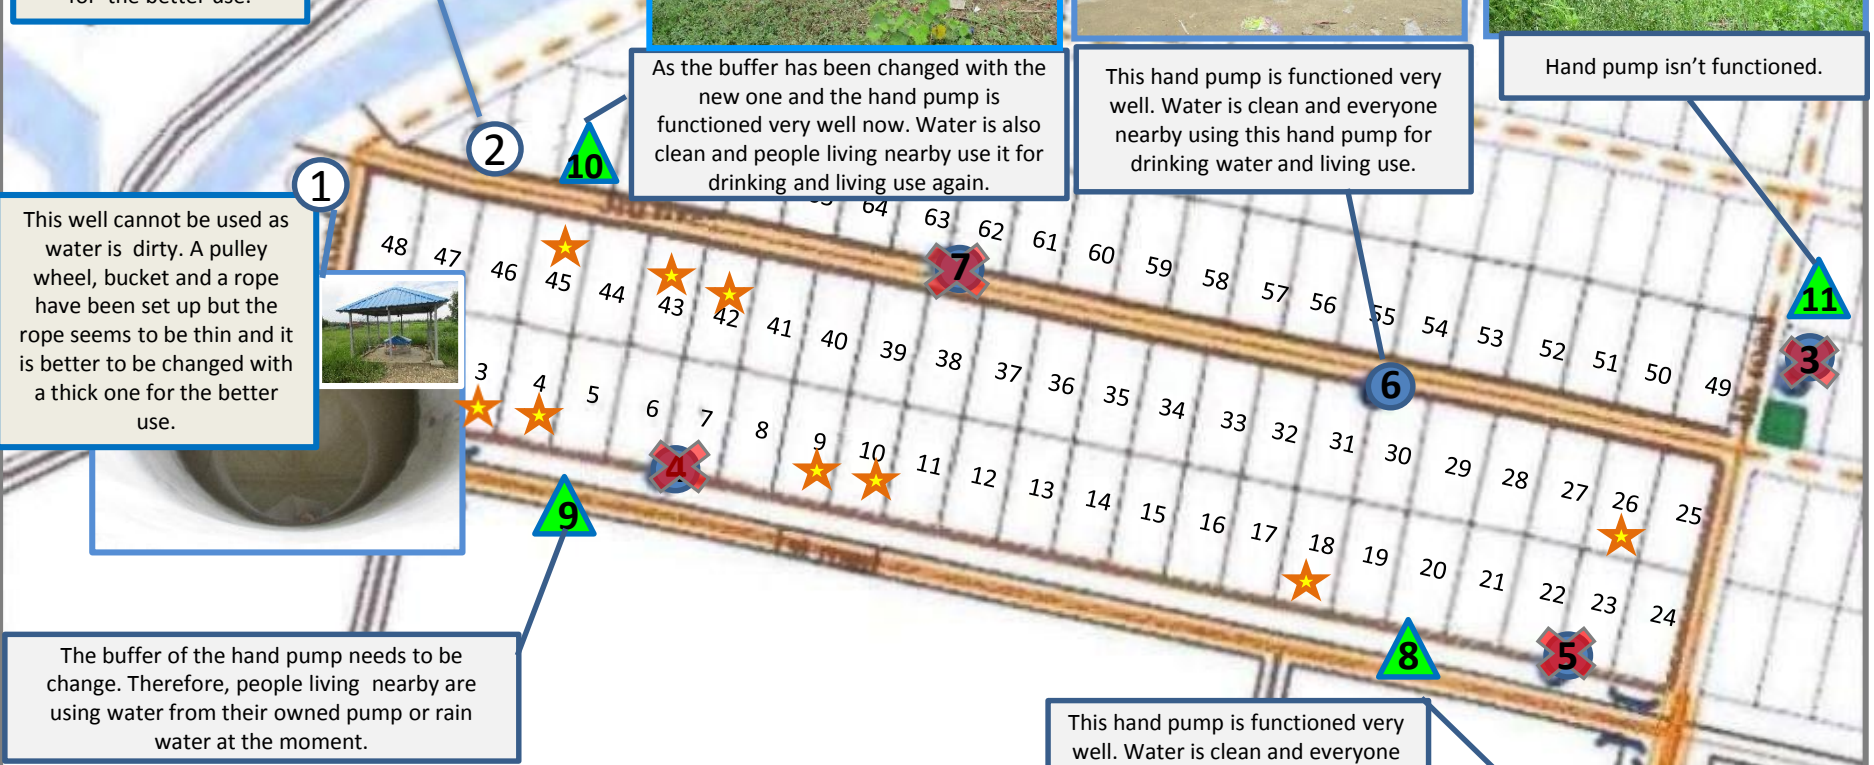 for the better use.
As the buffer has been changed with the
new one and the hand pump is
functioned very well now. Water is also
clean and people living nearby use it for
drinking and living use again.
This hand pump is functioned very
well. Water is clean and everyone
nearby using this hand pump for
drinking water and living use.
Hand pump isn't functioned.
2
10
1
This well cannot be used as
water is dirty. A pulley
wheel, bucket and a rope
have been set up but the
rope seems to be thin and it
is better to be changed with
a thick one for the better
use.
64 63 62 61 60 59 58 57 56 55 54 53 52 51 50 49
7
11
3
6
48 47 46 45 44 43 42 41 40 39 38 37 36 35 34 33 32 31 30 29 28 27 26 25
3 4 5 6 7 8 9 10 11 12 13 14 15 16 17 18 19 20 21 22 23 24
4
9
8
5
The buffer of the hand pump needs to be
change. Therefore, people living nearby are
using water from their owned pump or rain
water at the moment.
This hand pump is functioned very
well. Water is clean and everyone